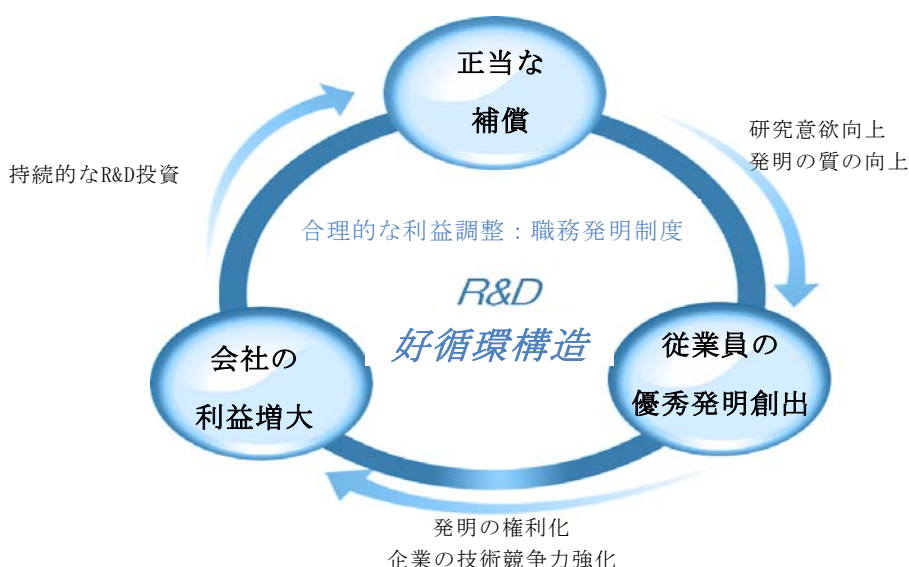 正当な
補償
研究意欲向上
発明の質の向上
持続的なR&D投資
合理的な利益調整：職務発明制度
R&D
好循環構造
会社の
利益増大
従業員の
優秀発明創出
発明の権利化
企業の技術競争力強化